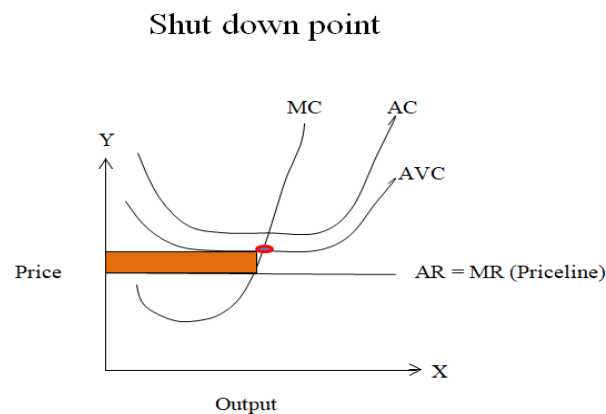 Shut down point
MC
AC
Y
AVC
Price
AR = MR (Priceline)
X
Output